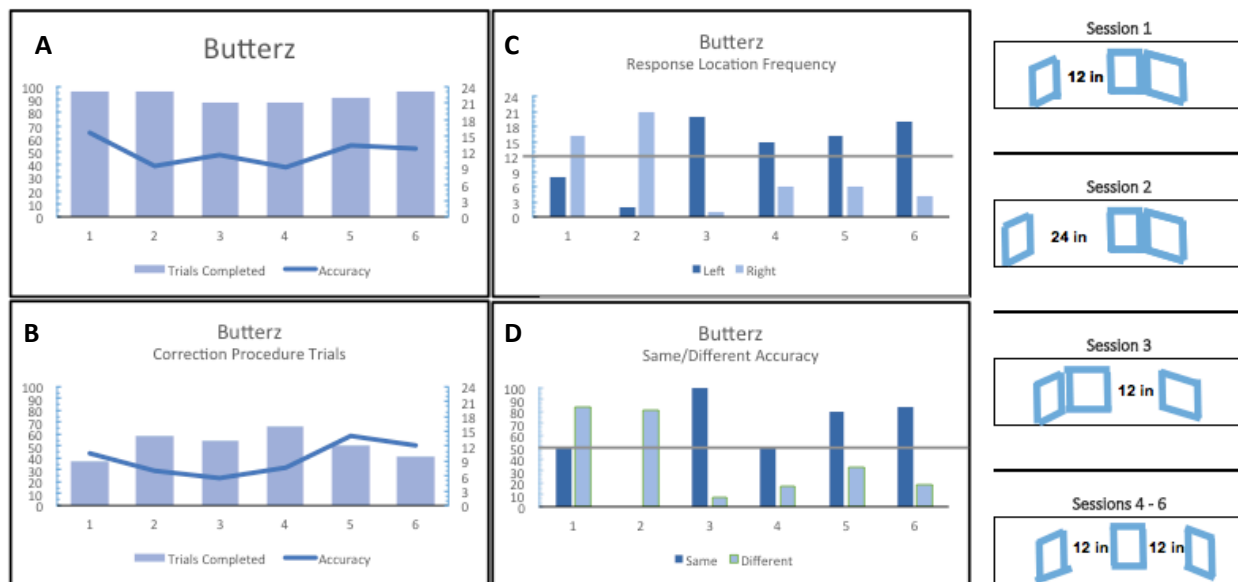 A
Butterz
100
90
80
70
60
50
40
30
20
10
0
24
21
18
15
12
9
6
3
0
1 2 3 4 5 6
Trials Completed Accuracy
B
Butterz
Correction Procedure Trials
100
90
80
70
60
50
40
30
20
10
0
24
21
18
15
12
9
6
3
0
1 2 3 4 5 6
Trials Completed Accuracy
C
Butterz
Response Location Frequency
24
21
18
15
12
9
6
3
0
1 2 3 4 5 6
Left Right
D
Butterz
Same/Different Accuracy
100
90
80
70
60
50
40
30
20
10
0
1 2 3 4 5 6
Same Different
Session 1
12 in
Session 2
24 in
Session 3
12 in
Sessions 4 - 6
12 in 12 in